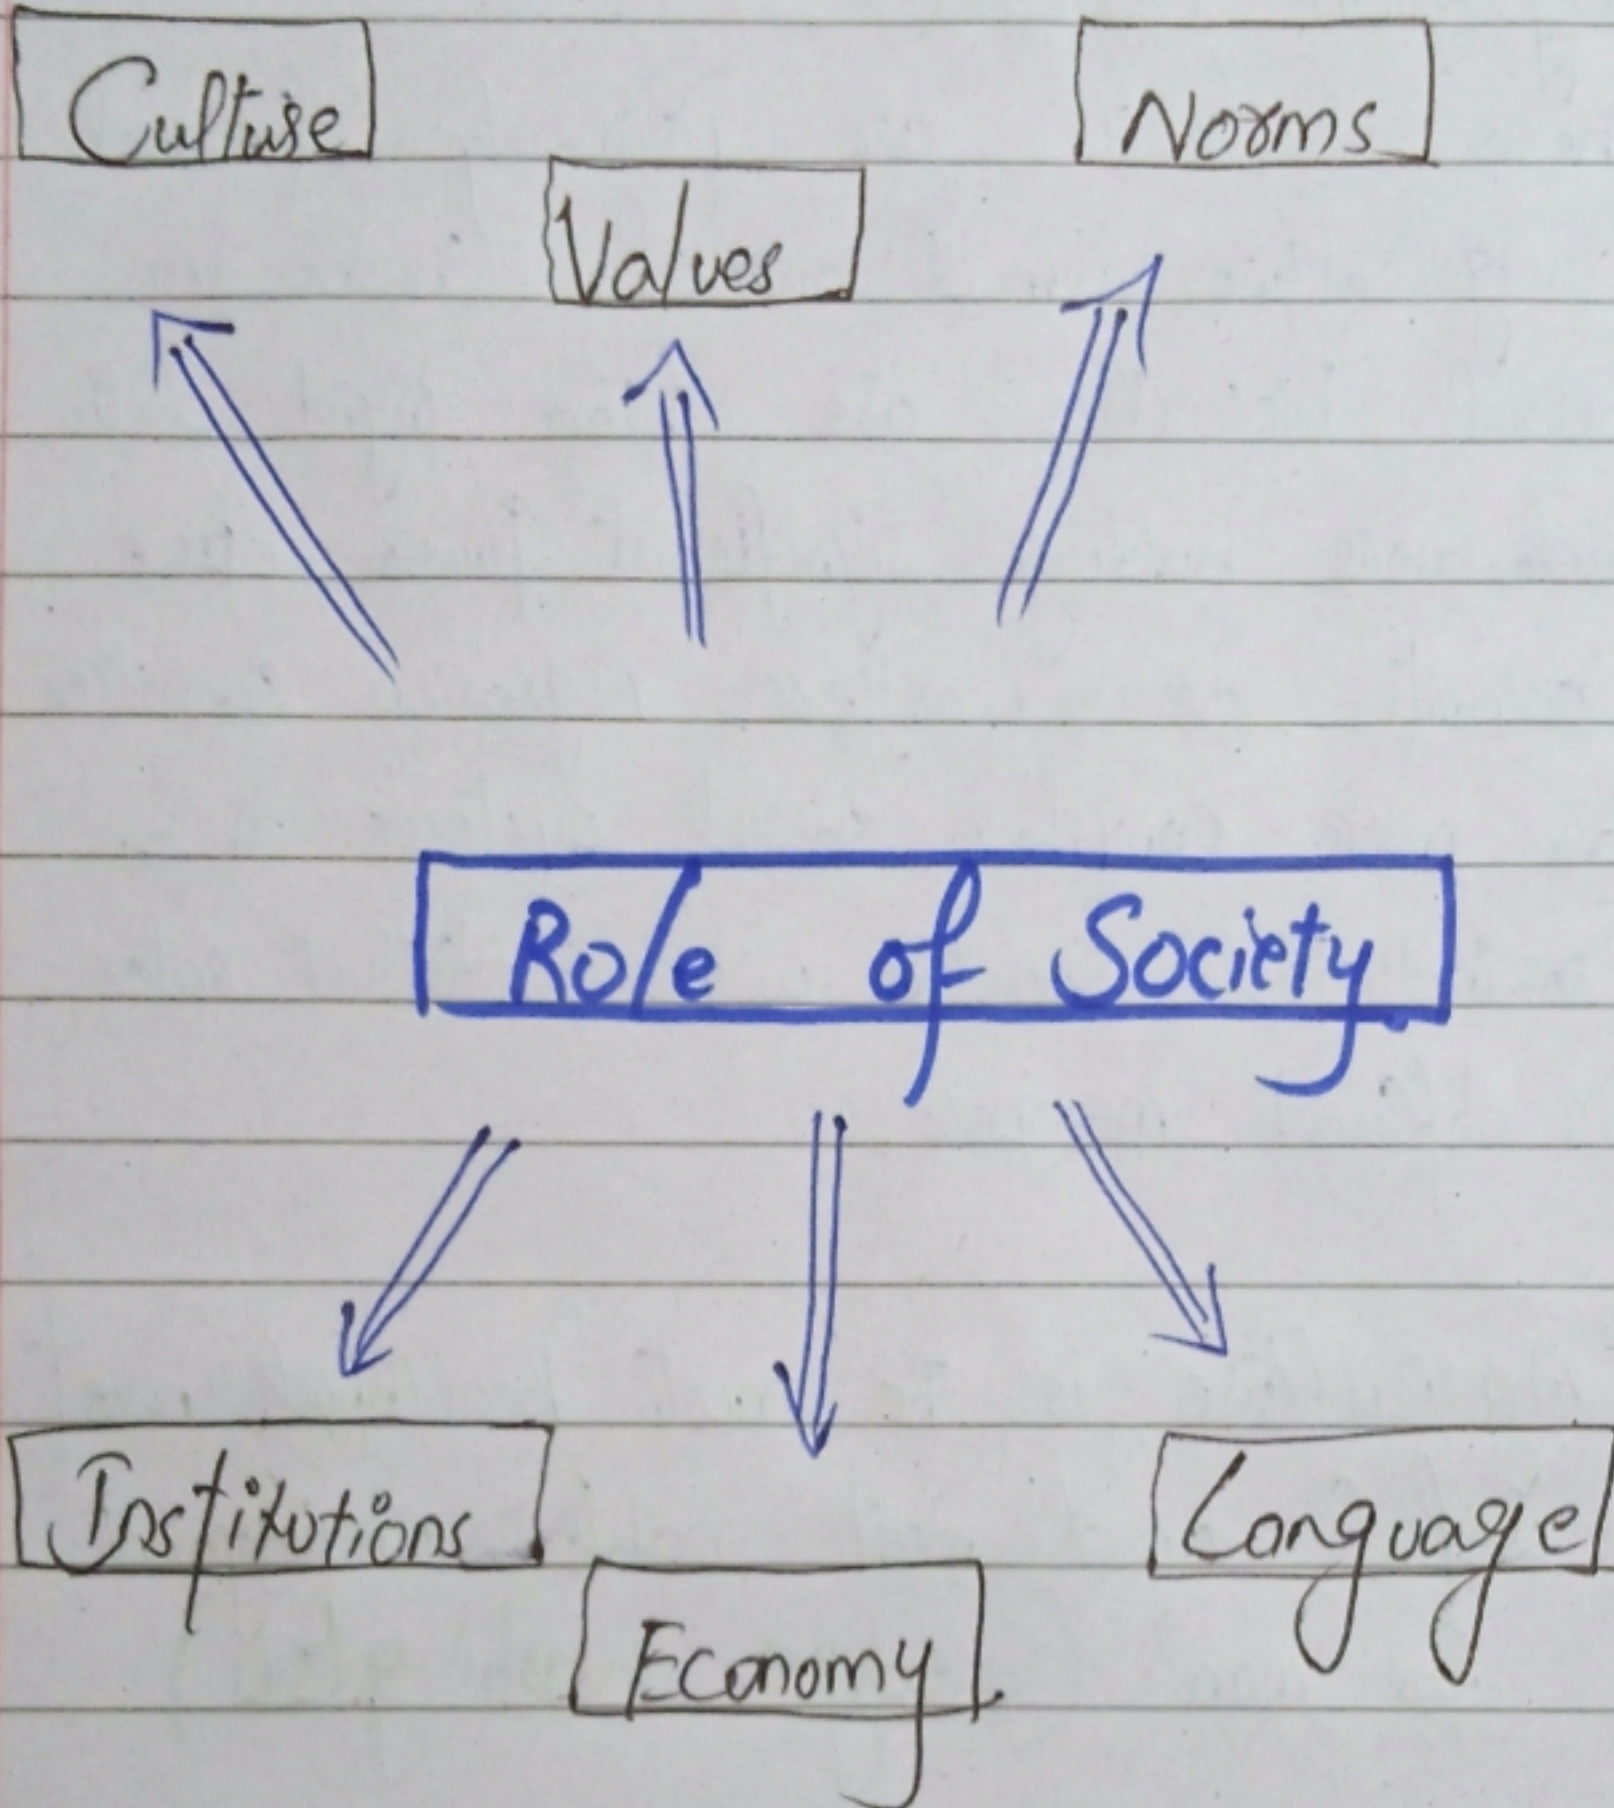 Culture
Norms
Values
Role of Society
Institutions
Language
Economy